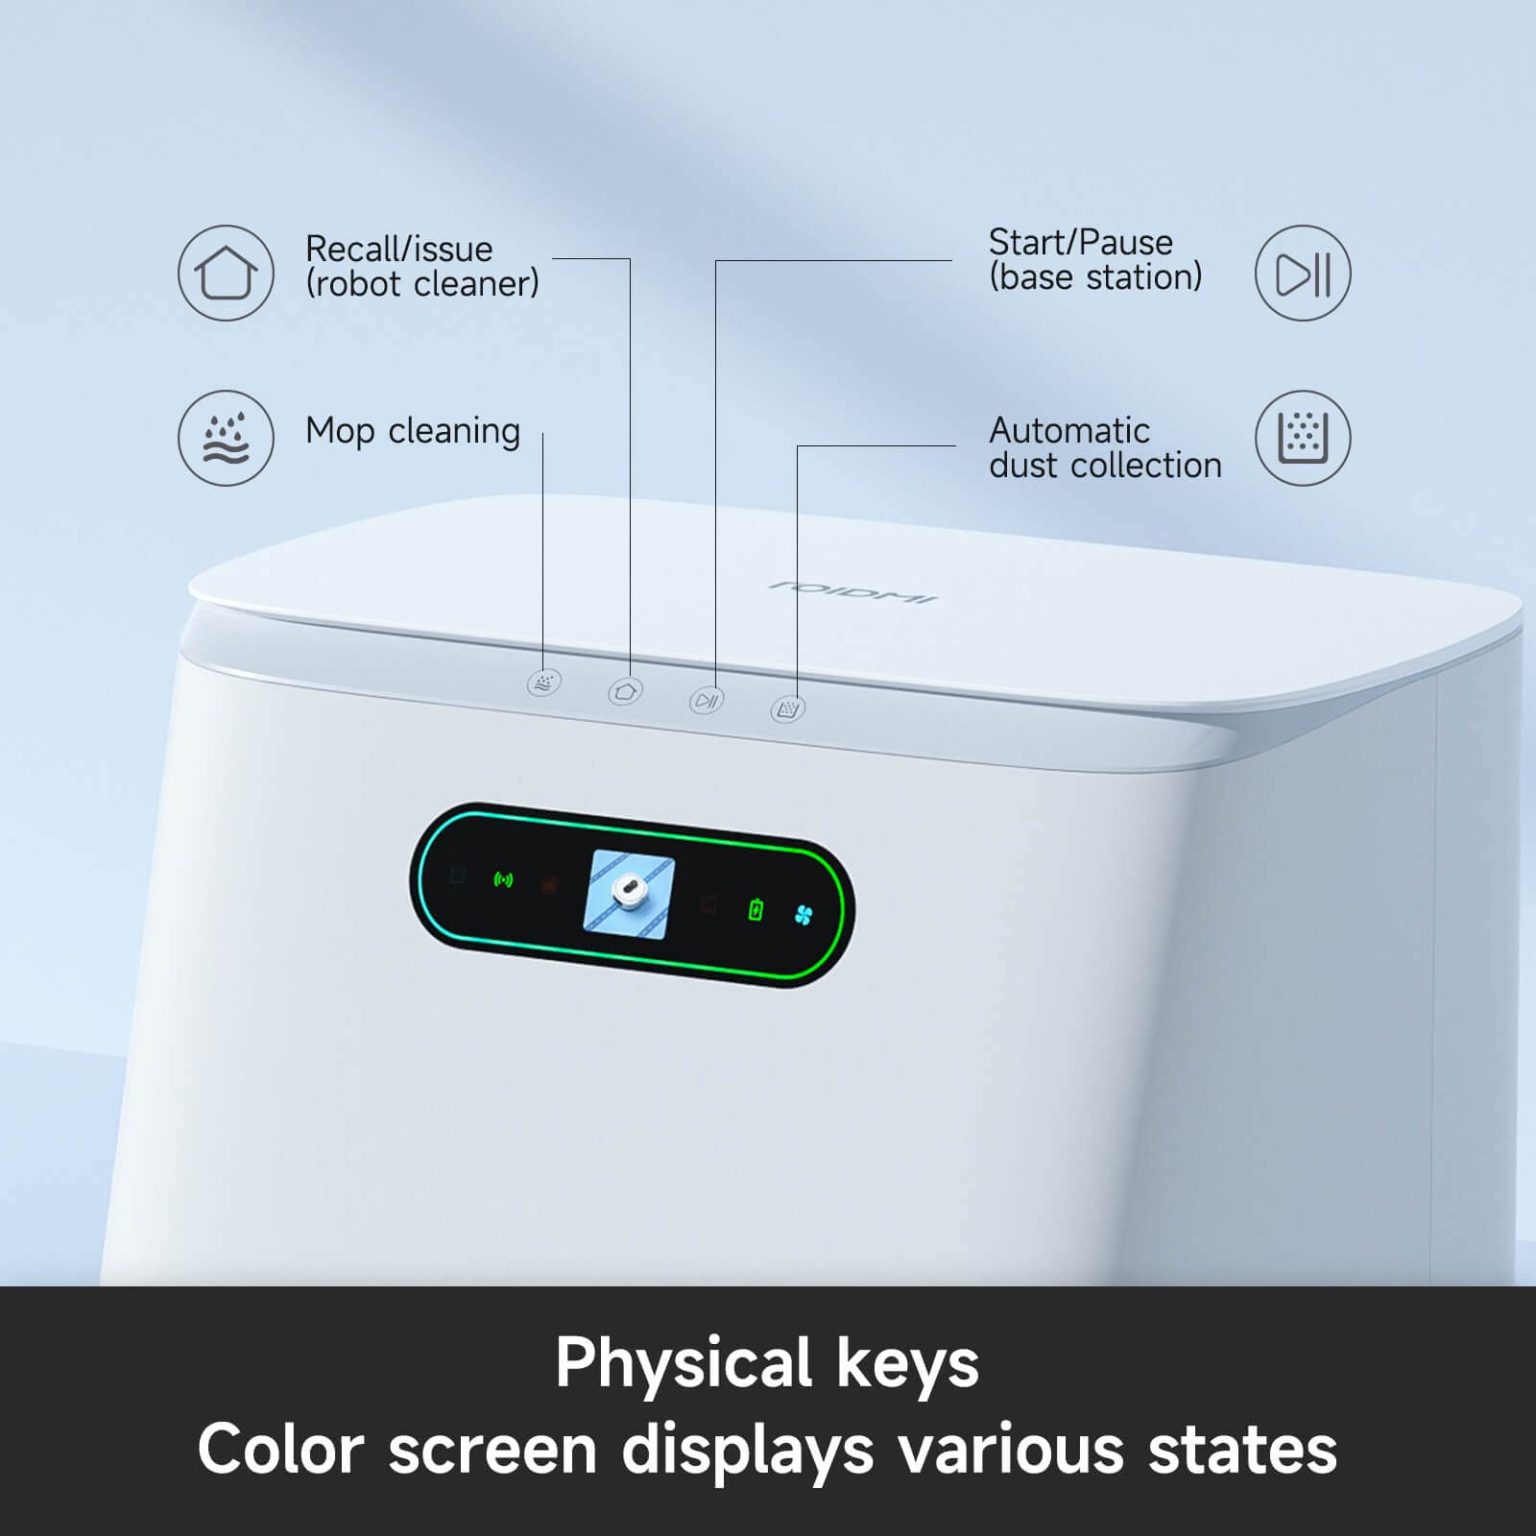 Recall/issue
(robot cleaner)
Start/Pause
(base station)
Mop cleaning
Automatic
dust collection
ROIDMI
Physical keys
Color screen displays various states